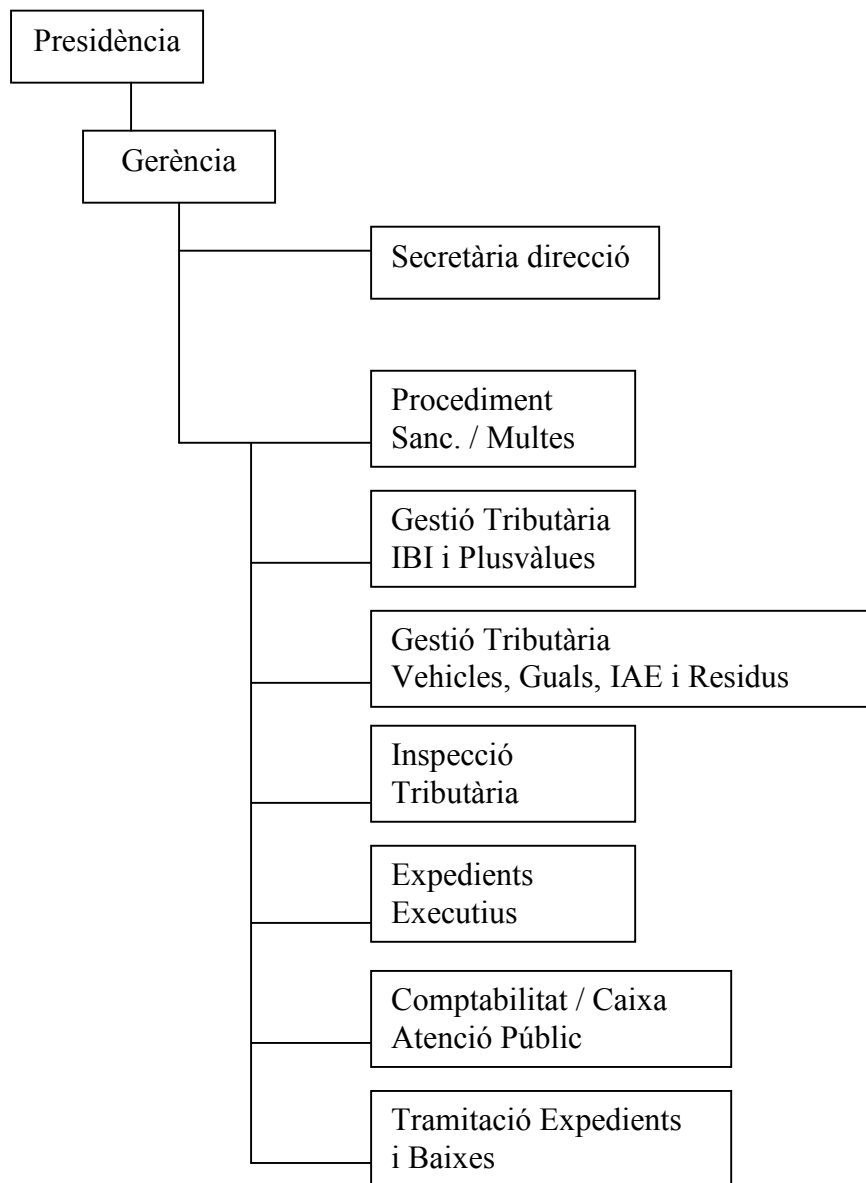 Presidència
Gerència
Secretària direcció
Procediment
Sanc. / Multes
Gestió Tributària
IBI i Plusvàlues
Gestió Tributària
Vehicles, Guals, IAE i Residus
Inspecció
Tributària
Expedients
Executius
Comptabilitat / Caixa
Atenció Públic
Tramitació Expedients
i Baixes